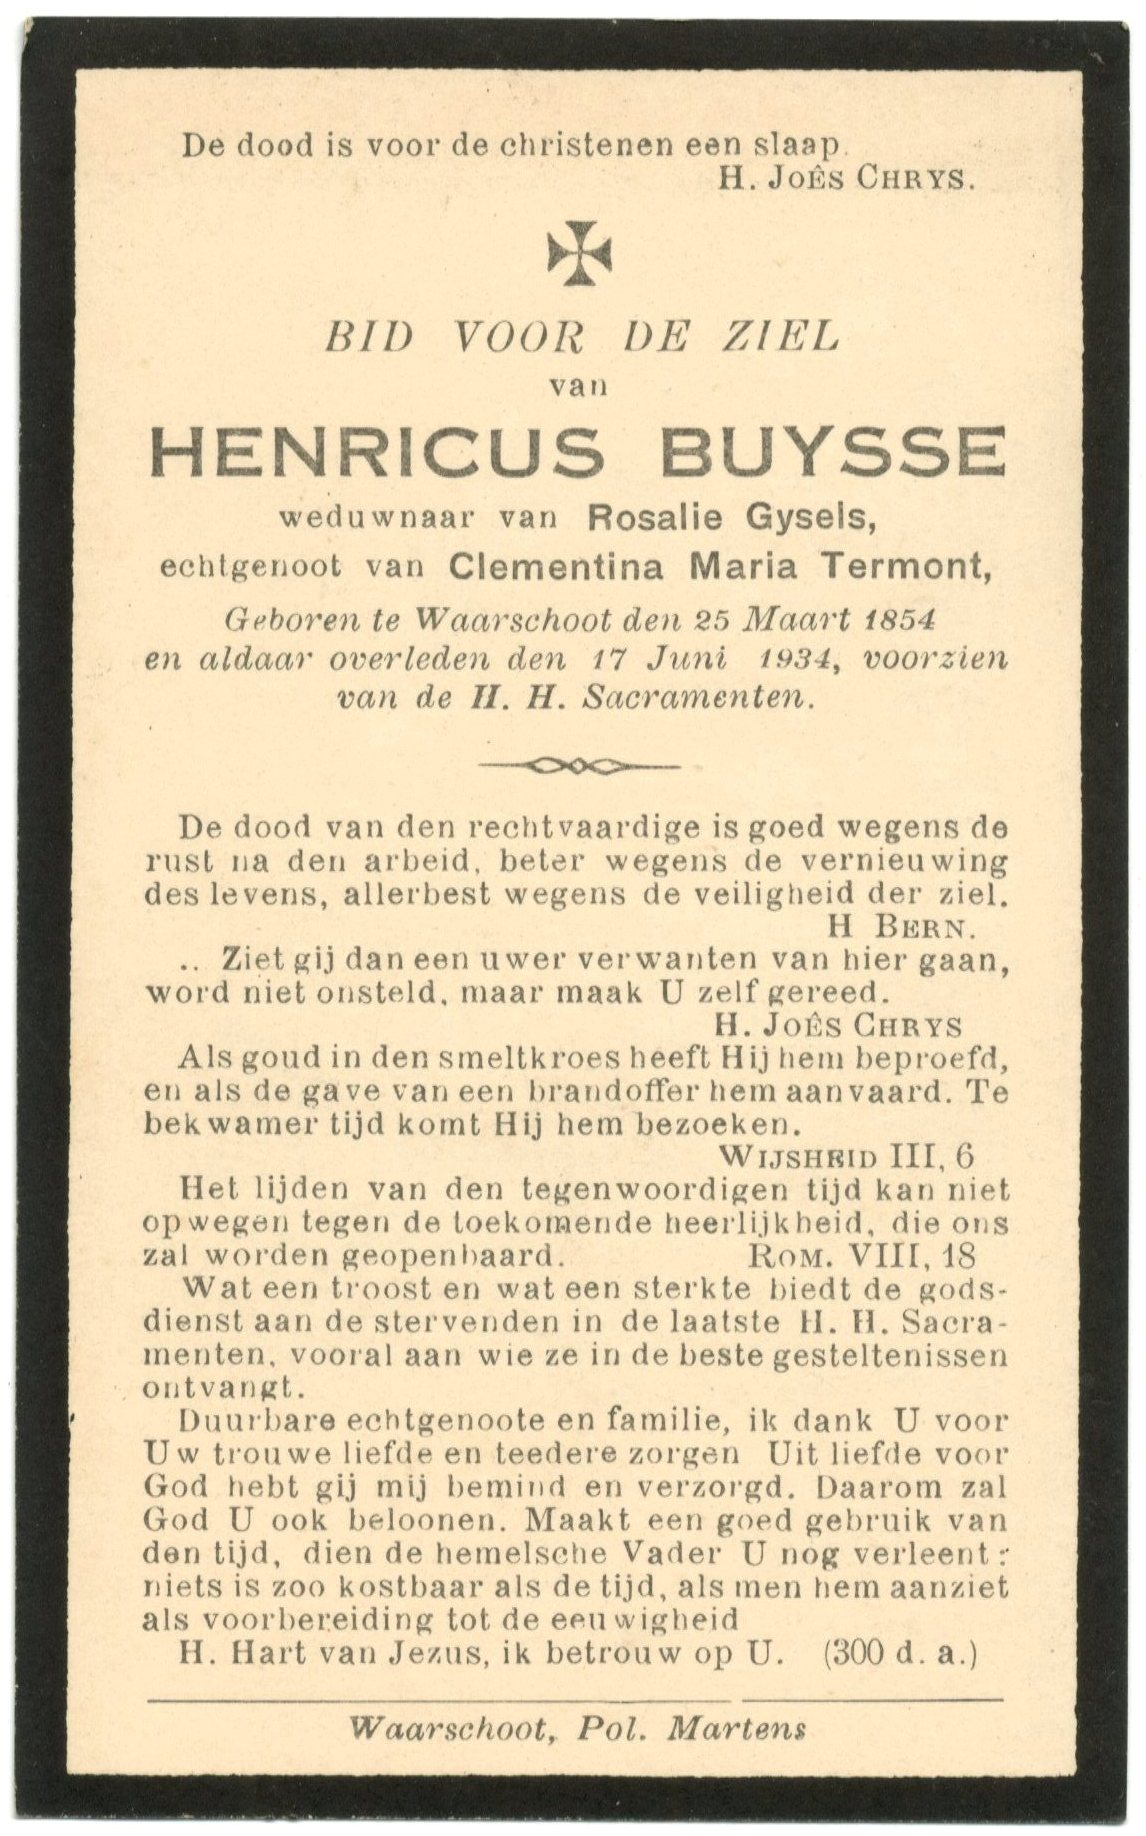 De dood is voor de christenen een slaap.
H. JOÊS CHRYS.
BID VOOR DE ZIEL
van
HENRICUS BUYSSE
weduwnaar van Rosalie Gysels,
echtgenoot van Clementina Maria Termont,
Geboren te Waarschoot den 25 Maart 1854
en aldaar overleden den 17 Juni 1934, voorzien
van de H. H. Sacramenten.
De dood van den rechtvaardige is goed wegens de
rust na den arbeid, beter wegens de vernieuwing
des levens, allerbest wegens de veiligheid der ziel.
H BERN.
.. Ziet gij dan een uwer verwanten van hier gaan,
word niet onsteld, maar maak U zelf gereed.
H. JOÊS CHRYS
Als goud in den smeltkroes heeft Hij hem beproefd,
en als de gave van een brandoffer hem aanvaard. Te
bekwamer tijd komt Hij hem bezoeken.
WIJSHEID III, 6
Het lijden van den tegenwoordigen tijd kan niet
opwegen tegen de toekomende heerlijkheid, die ons
zal worden geopenbaard. ROM. VIII, 18
Wat een troost en wat een sterkte biedt de gods-
dienst aan de stervenden in de laatste H. H. Sacra-
menten, vooral aan wie ze in de beste gesteltenissen
ontvangt.
Duurbare echtgenoote en familie, ik dank U voor
Uw trouwe liefde en teedere zorgen Uit liefde voor
God hebt gij mij bemind en verzorgd. Daarom zal
God U ook beloonen. Maakt een goed gebruik van
den tijd, dien de hemelsche Vader U nog verleent:
niets is zoo kostbaar als de tijd, als men hem aanziet
als voorbereiding tot de eeuwigheid
H. Hart van Jezus, ik betrouw op U. (300 d. a.)
Waarschoot, Pol. Martens